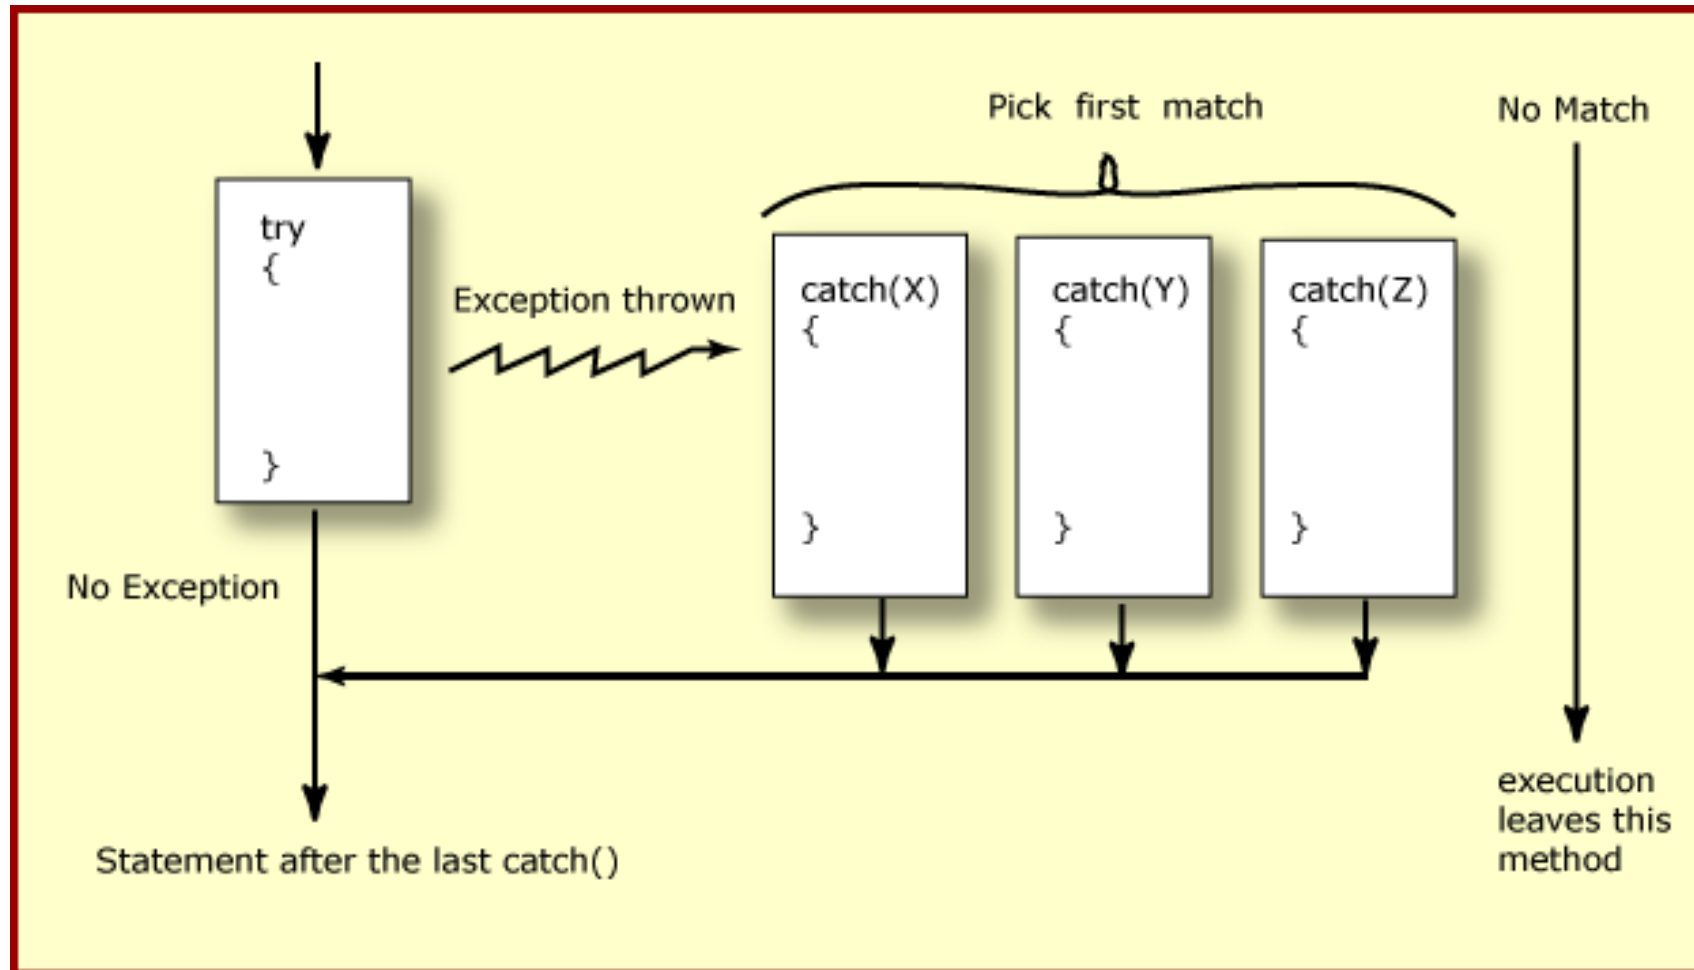 Pick first match
No Match
try
{
}
Exception thrown
catch(X)
{
}
catch(Y)
{
}
catch(Z)
{
}
No Exception
Statement after the last catch()
execution
leaves this
method